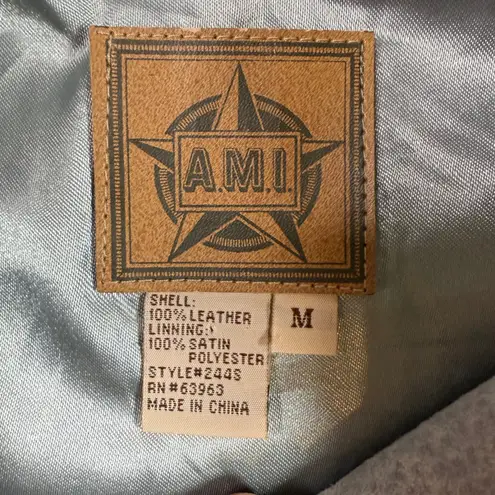 A.M.I.
SHELL:
100% LEATHER
LINNING:
100% SATIN
POLYESTER
STYLE#244S
RN#63963
MADE IN CHINA
M